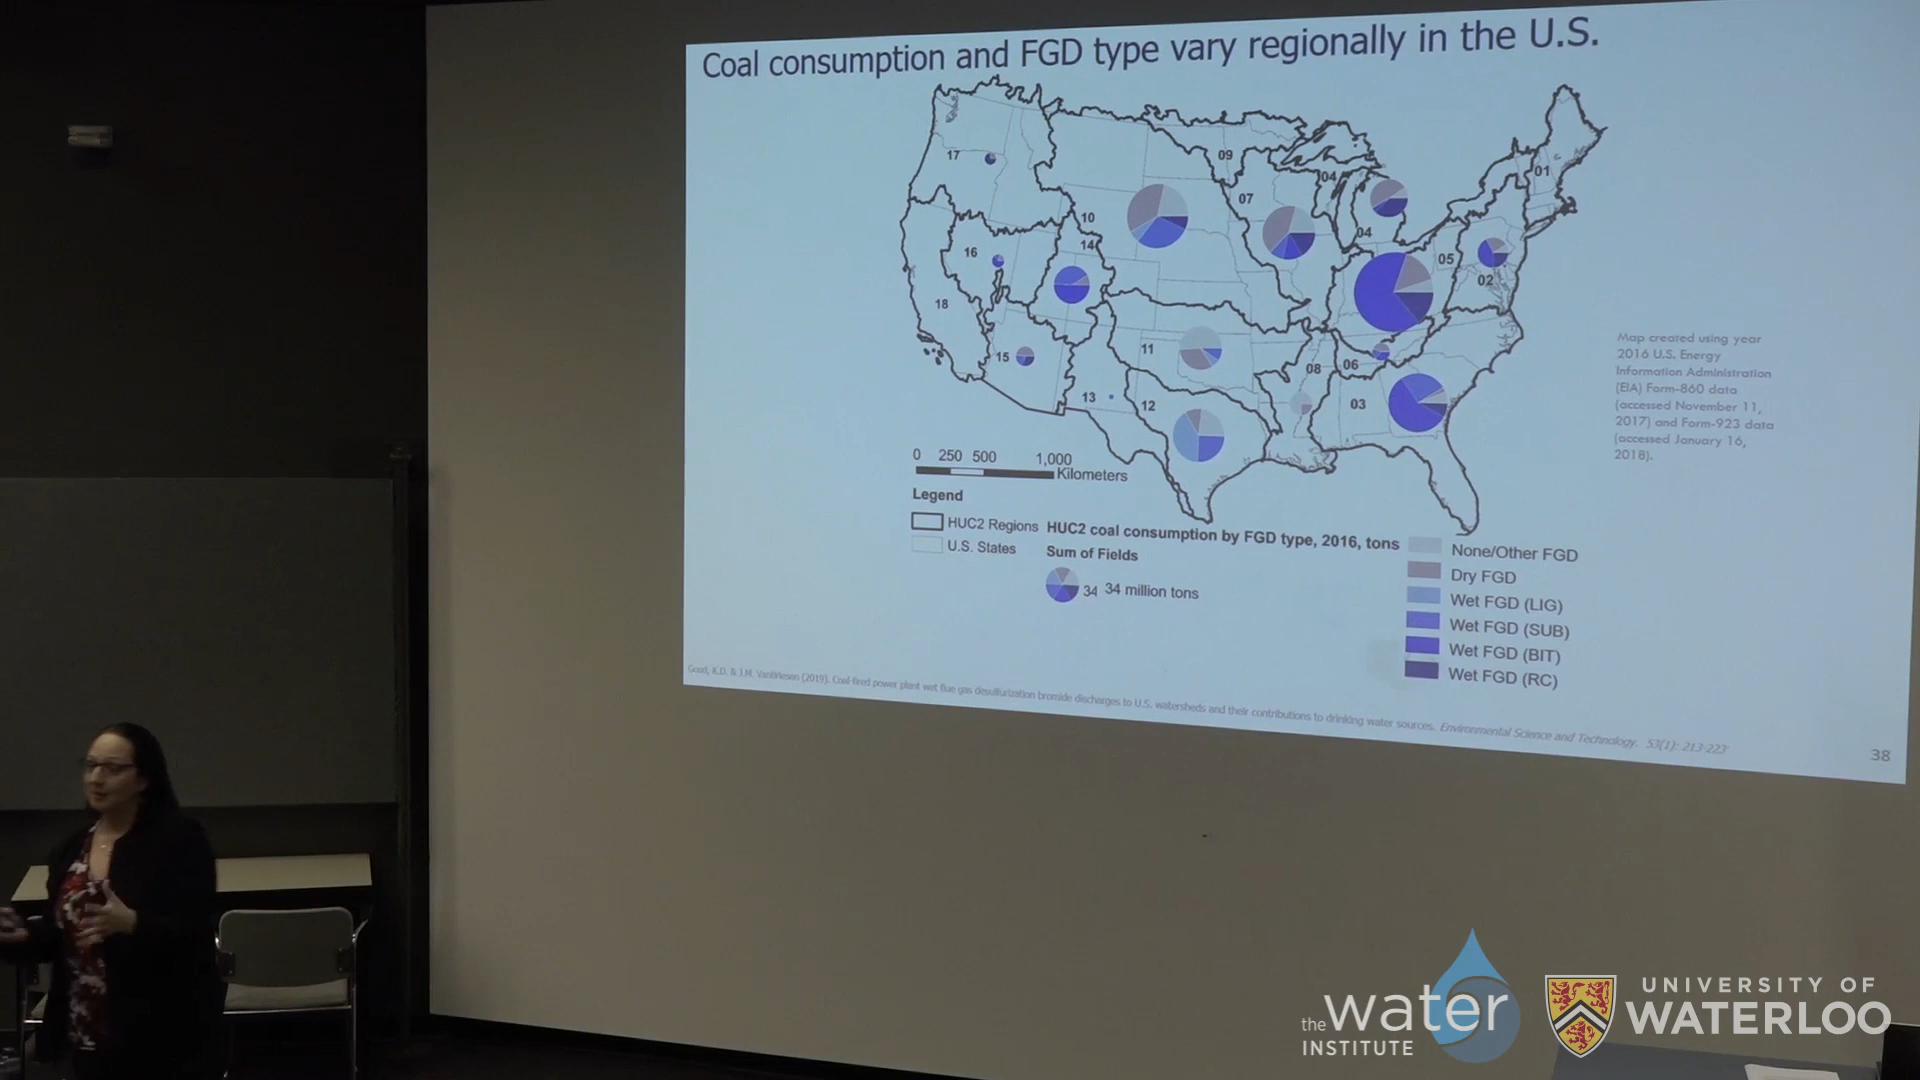 Coal consumption and FGD type vary regionally in the U.S.
17
09
04
01
07
10
04
14
16
05
02
18
11
15
08
06
13
12
03
Map created using year
2016 U.S. Energy
Information Administration
(EIA) Form-860 data
(accessed November 11,
2017) and Form-923 data
(accessed January 16,
2018).
0 250 500 1,000
Kilometers
Legend
HUC2 Regions
U.S. States
HUC2 coal consumption by FGD type, 2016, tons
Sum of Fields
34 34 million tons
None/Other FGD
Dry FGD
Wet FGD (LIG)
Wet FGD (SUB)
Wet FGD (BIT)
Wet FGD (RC)
Good, K.D. & J.M. VanBriesen (2019). Coal-fired power plant wet flue gas desulfurization bromide discharges to U.S. watersheds and their contributions to drinking water sources. Environmental Science and Technology. 53(1): 213-223
38
the water
INSTITUTE
UNIVERSITY OF
WATERLOO